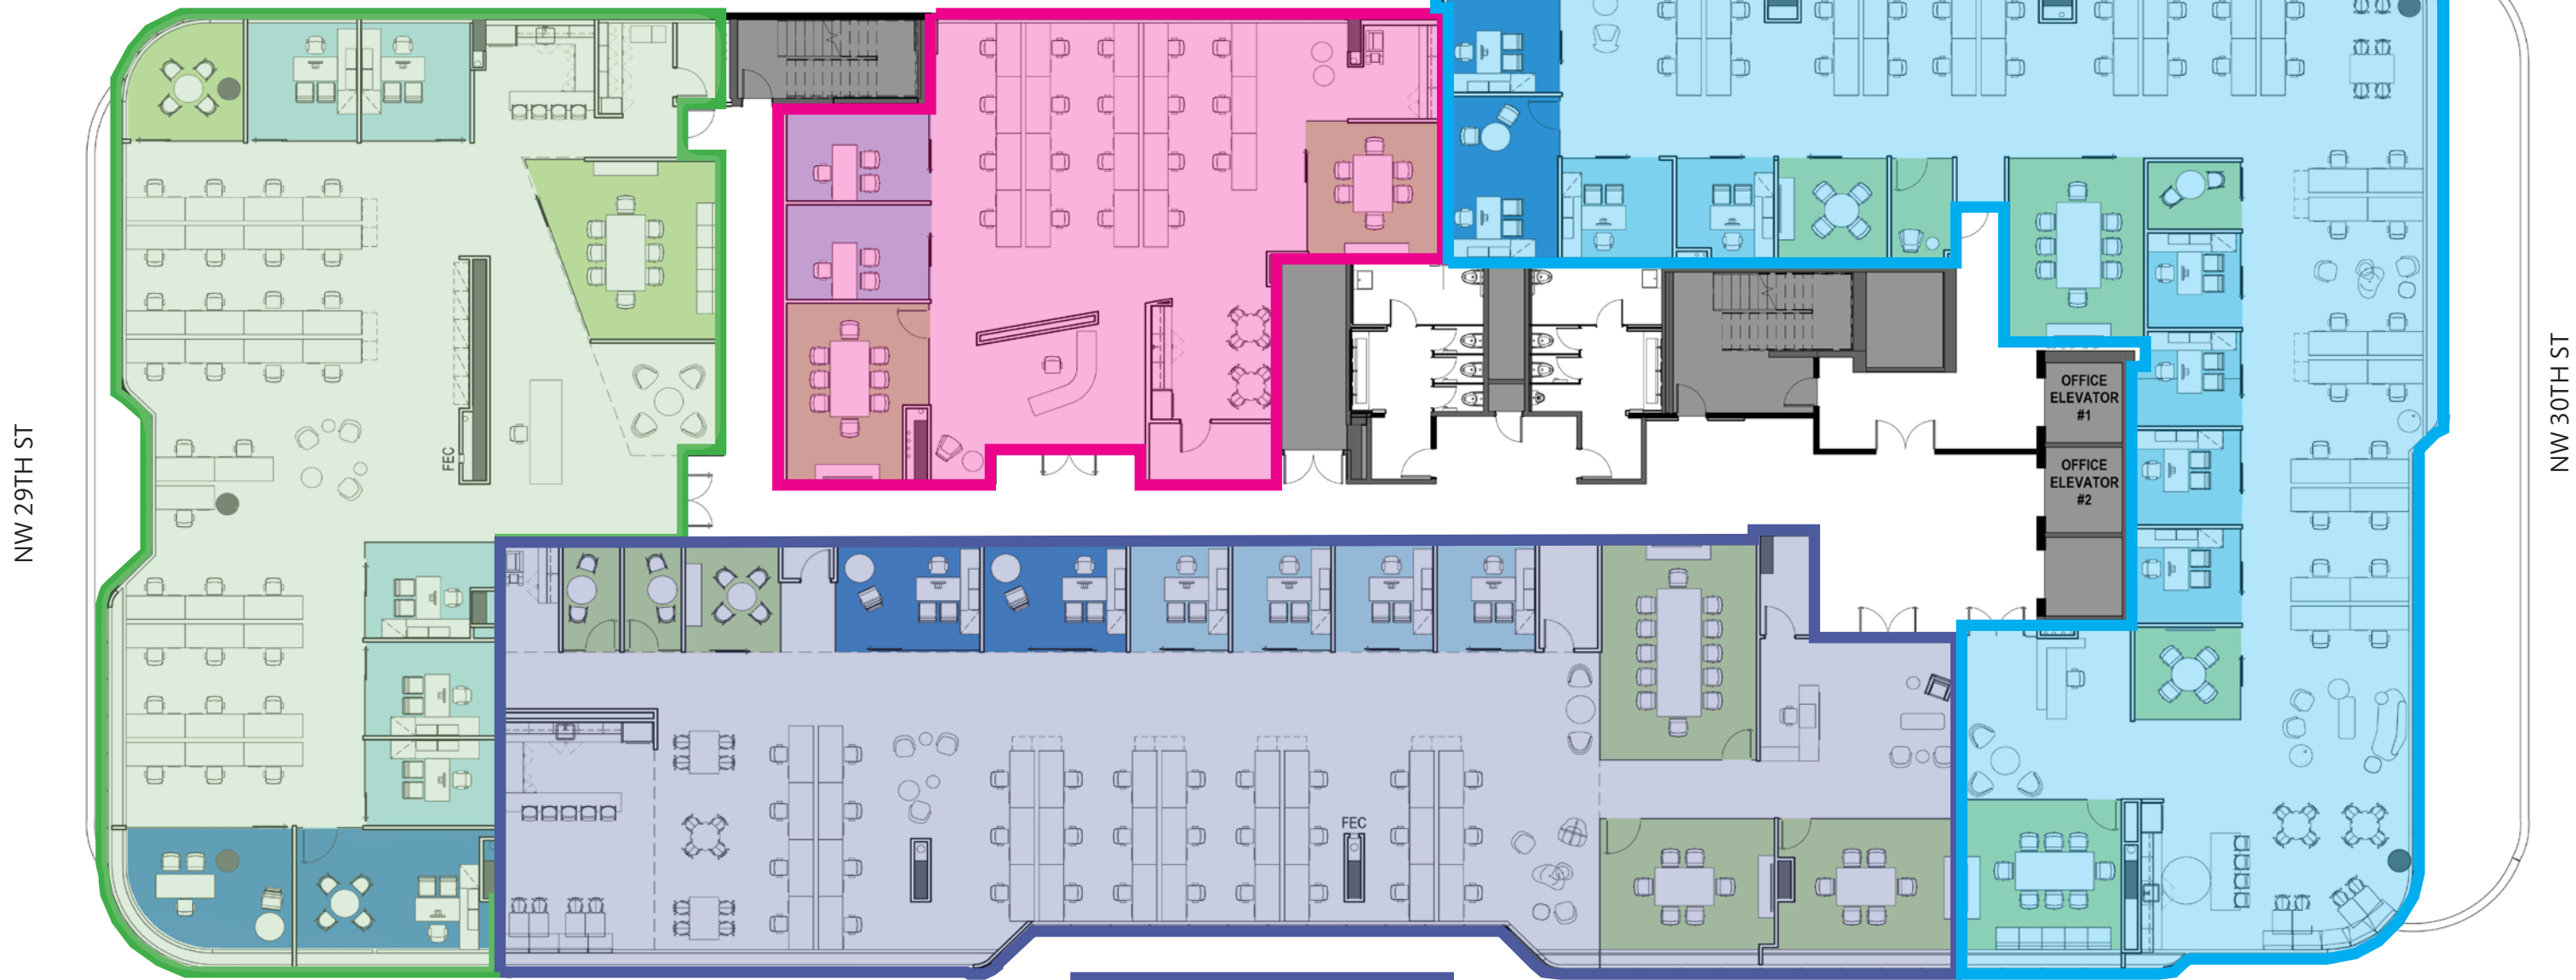 NW 29TH ST
FEC
OFFICE
ELEVATOR
#1
OFFICE
ELEVATOR
#2
NW 30TH ST
FEC